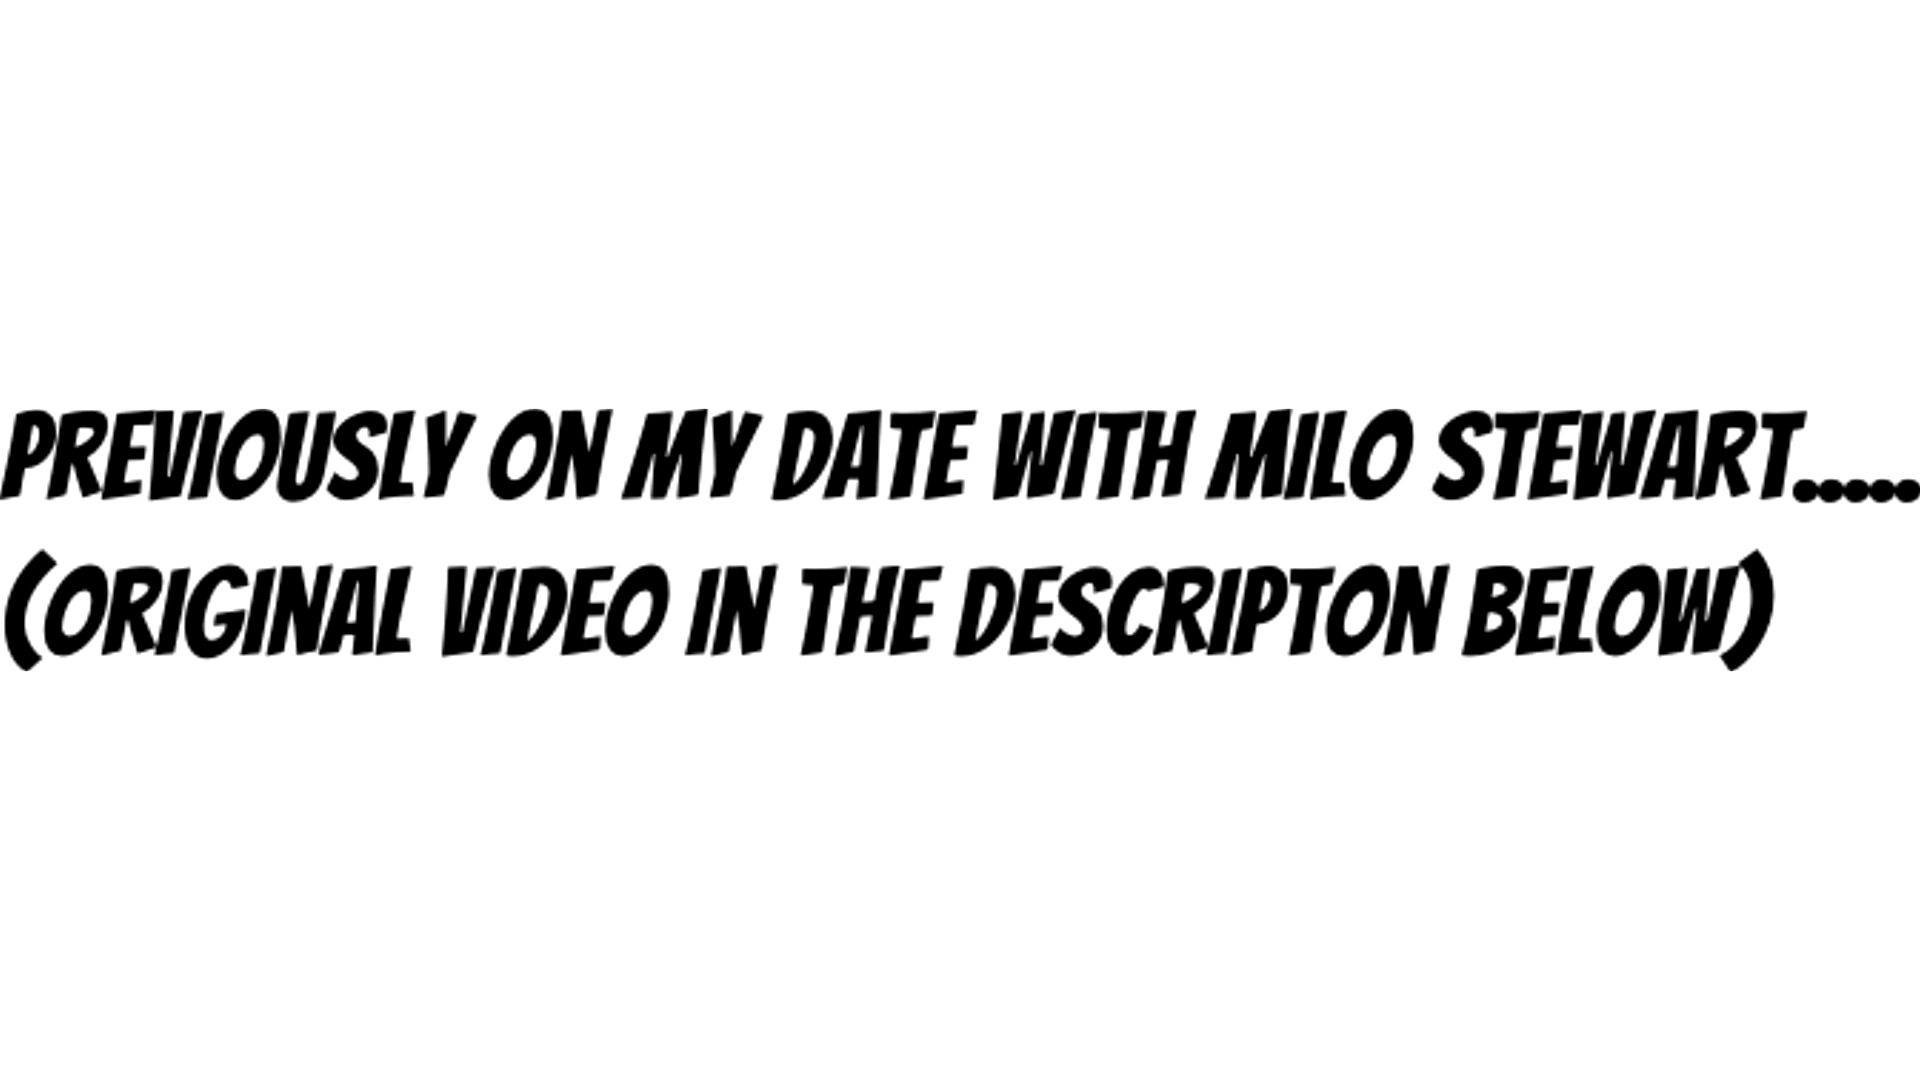 PREVIOUSLY ON MY DATE WITH MILO STEWART.....
(ORIGINAL VIDEO IN THE DESCRIPTON BELOW)